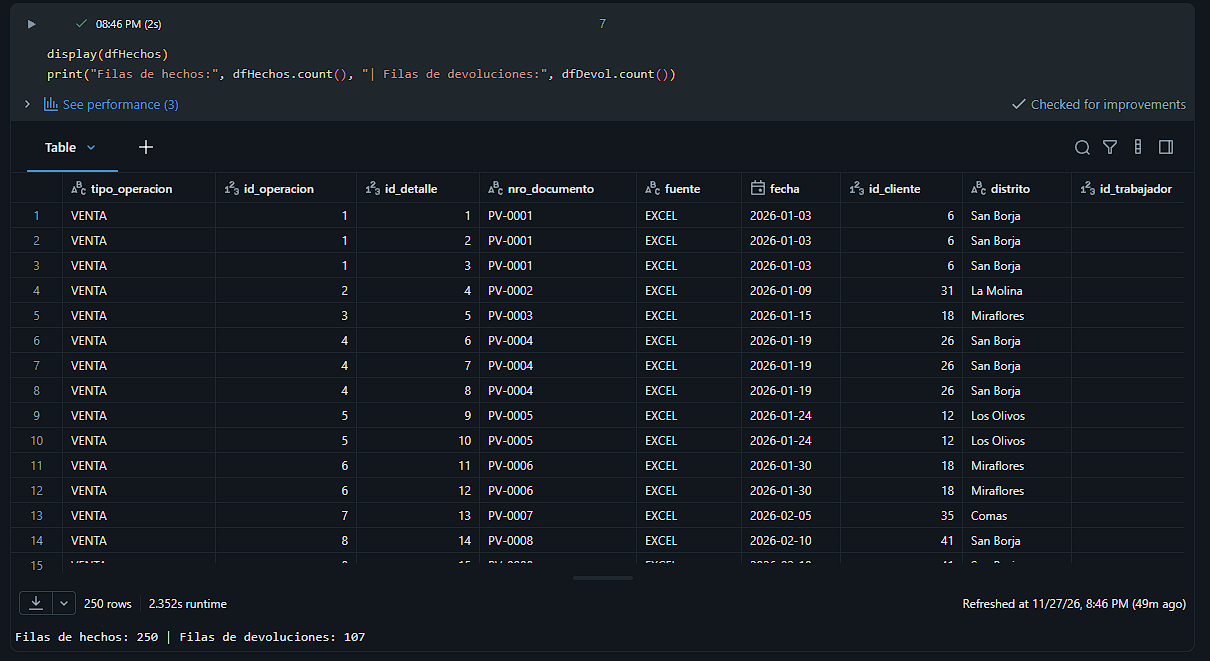 08:46 PM (2s)
7
display(dfHechos)
print("Filas de hechos:", dfHechos.count(), "| Filas de devoluciones:", dfDevol.count())
See performance (3)
Checked for improvements
Table
tipo_operacion id_operacion id_detalle nro_documento fuente fecha id_cliente distrito id_trabajador
1 VENTA 1 1 PV-0001 EXCEL 2026-01-03 6 San Borja
2 VENTA 1 2 PV-0001 EXCEL 2026-01-03 6 San Borja
3 VENTA 1 3 PV-0001 EXCEL 2026-01-03 6 San Borja
4 VENTA 2 4 PV-0002 EXCEL 2026-01-09 31 La Molina
5 VENTA 3 5 PV-0003 EXCEL 2026-01-15 18 Miraflores
6 VENTA 4 6 PV-0004 EXCEL 2026-01-19 26 San Borja
7 VENTA 4 7 PV-0004 EXCEL 2026-01-19 26 San Borja
8 VENTA 4 8 PV-0004 EXCEL 2026-01-19 26 San Borja
9 VENTA 5 9 PV-0005 EXCEL 2026-01-24 12 Los Olivos
10 VENTA 5 10 PV-0005 EXCEL 2026-01-24 12 Los Olivos
11 VENTA 6 11 PV-0006 EXCEL 2026-01-30 18 Miraflores
12 VENTA 6 12 PV-0006 EXCEL 2026-01-30 18 Miraflores
13 VENTA 7 13 PV-0007 EXCEL 2026-02-05 35 Comas
14 VENTA 8 14 PV-0008 EXCEL 2026-02-10 41 San Borja
15
250 rows 2.352s runtime
Refreshed at 11/27/26, 8:46 PM (49m ago)
Filas de hechos: 250 | Filas de devoluciones: 107